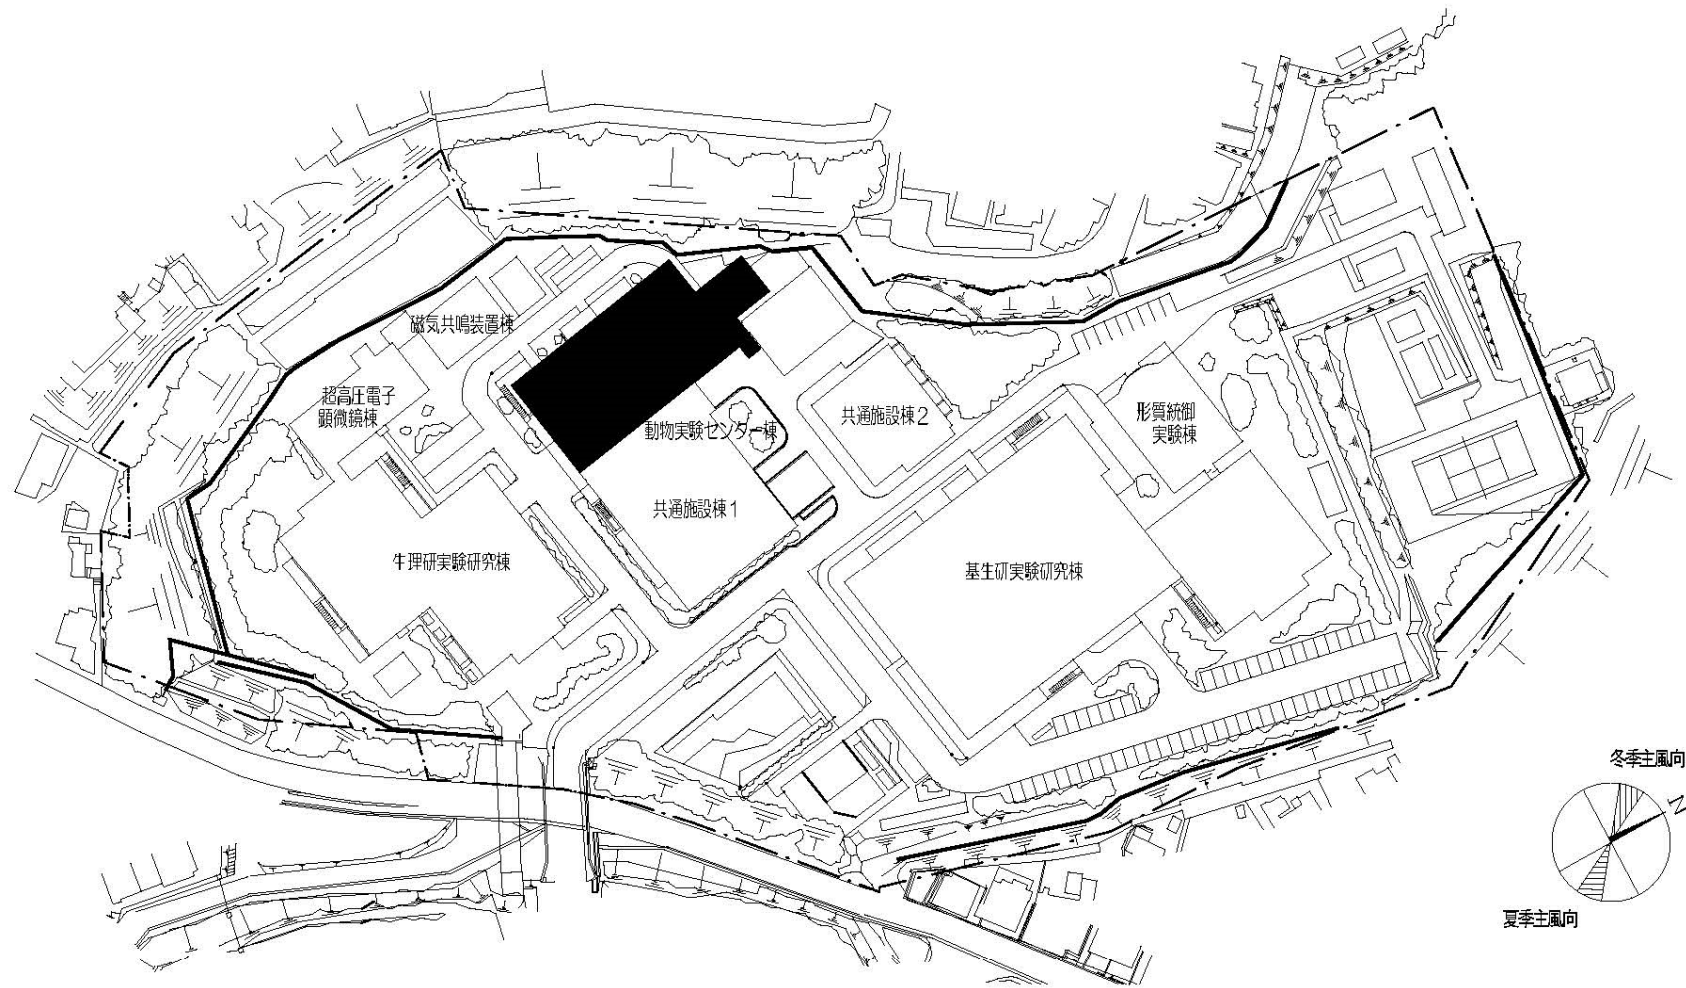 磁気共鳴装置棟
超高圧電子
顕微鏡棟
動物実験センター棟
共通施設棟2
形質統御
実験棟
共通施設棟1
生理研実験研究棟
基生研実験研究棟
冬季主風向
N
夏季主風向